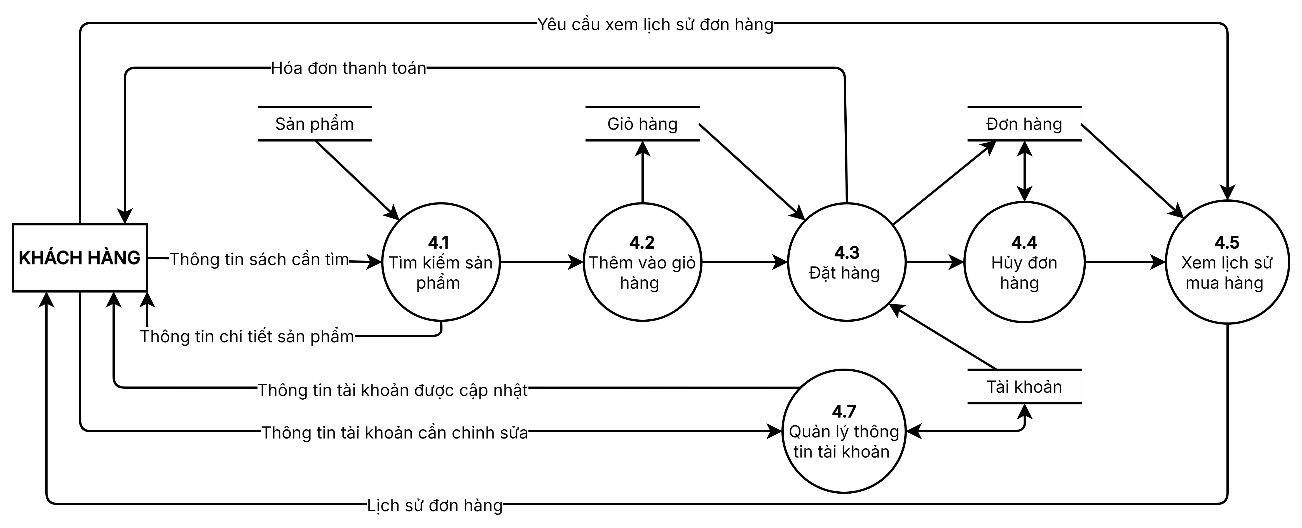 Yêu cầu xem lịch sử đơn hàng
Hóa đơn thanh toán
Sản phẩm
Giỏ hàng
Đơn hàng
KHÁCH HÀNG
Thông tin sách cần tìm
4.1
Tìm kiếm sản
phẩm
4.2
Thêm vào giỏ
hàng
4.3
Đặt hàng
4.4
Hủy đơn
hàng
4.5
Xem lịch sử
mua hàng
Thông tin chi tiết sản phẩm
Thông tin tài khoản được cập nhật
Tài khoản
4.7
Quản lý thông
tin tài khoản
Thông tin tài khoản cần chỉnh sửa
Lịch sử đơn hàng